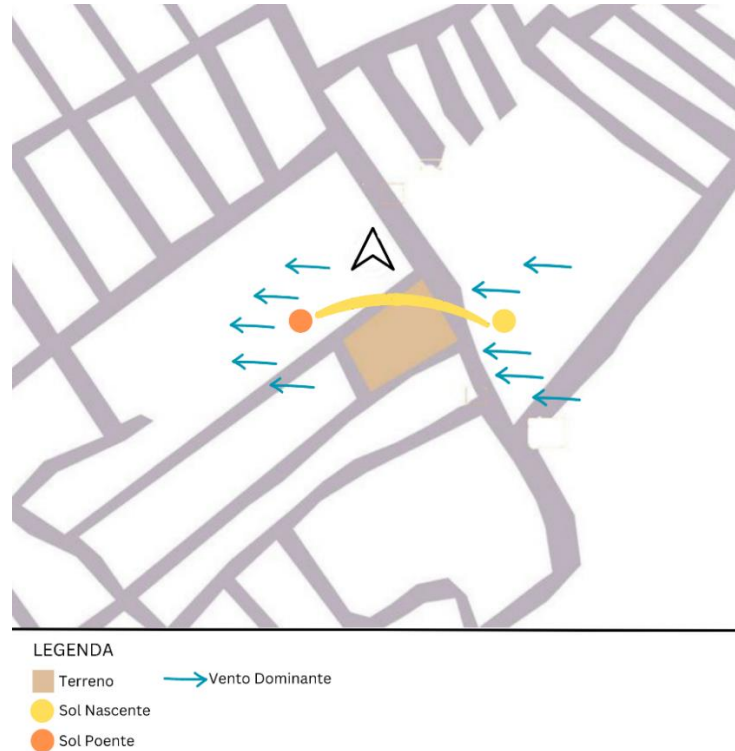 LEGENDA
Terreno
Vento Dominante
Sol Nascente
Sol Poente